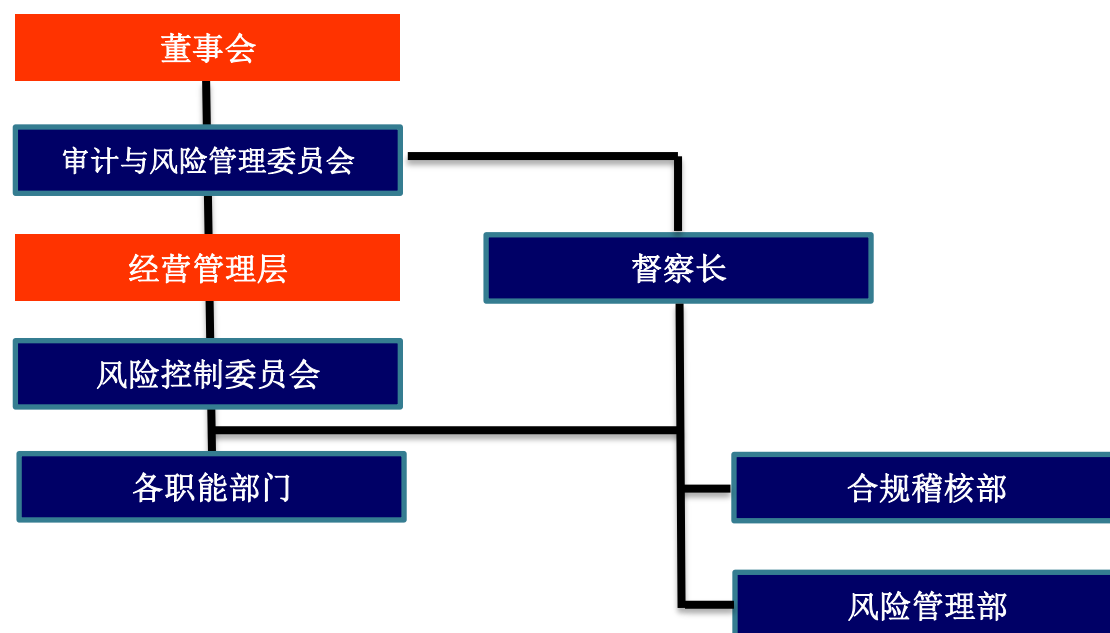 董事会
审计与风险管理委员会
经营管理层
督察长
风险控制委员会
各职能部门
合规稽核部
风险管理部